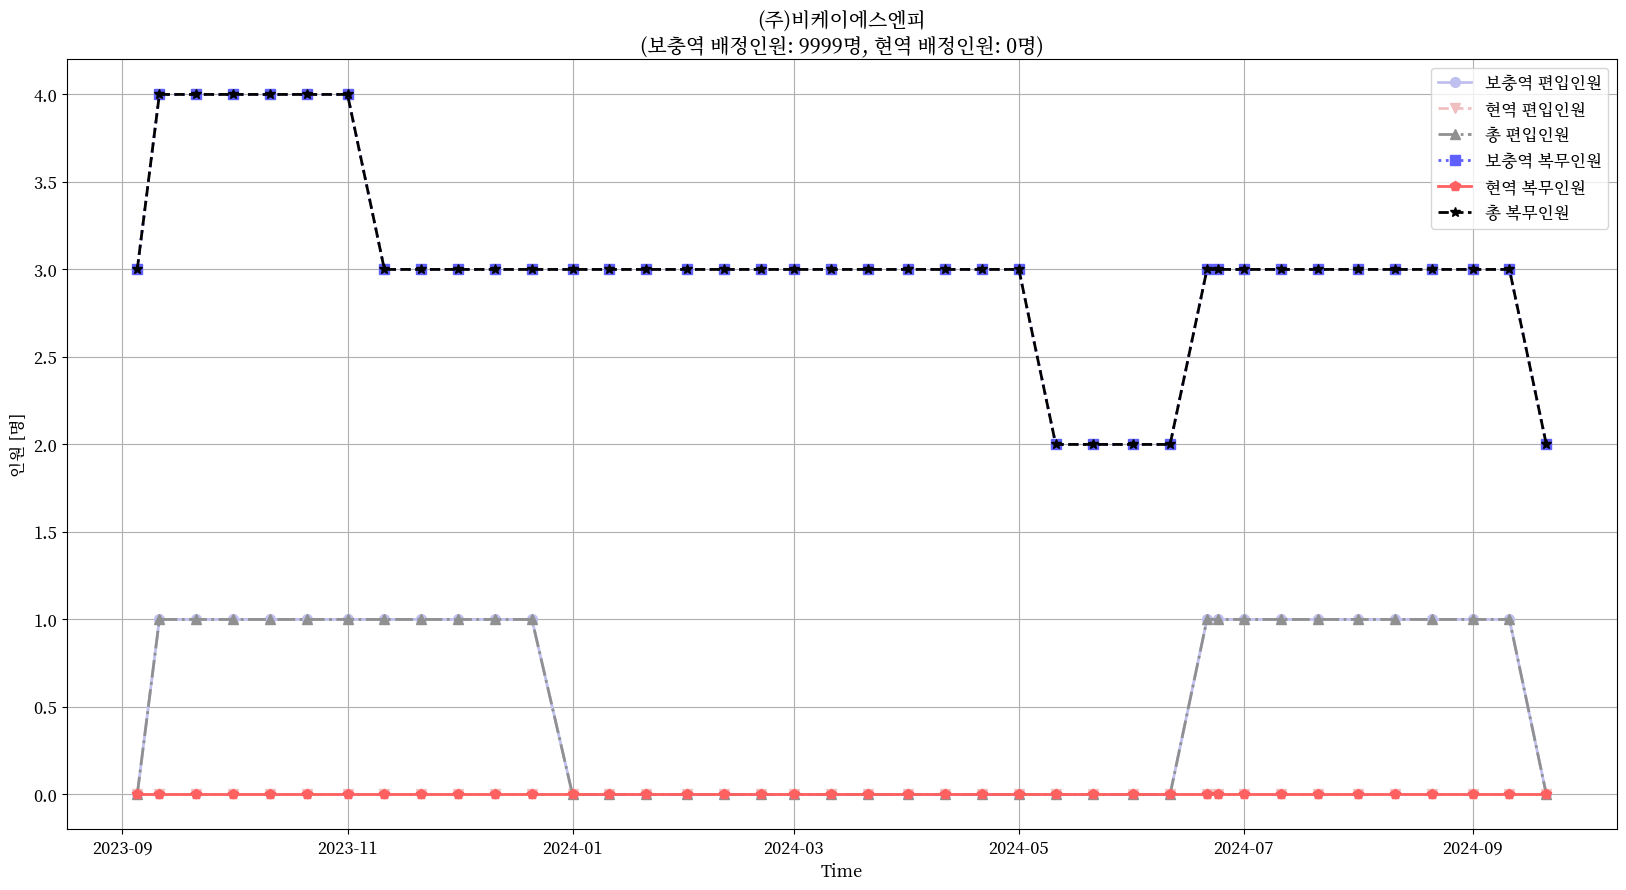 (주)비케이에스엔피
(보충역 배정인원: 9999명, 현역 배정인원: 0명)
보충역 편입인원
현역 편입인원
총 편입인원
보충역 복무인원
현역 복무인원
총 복무인원
4.0
3.5
3.0
2.5
2.0
1.5
1.0
0.5
0.0
인원 [명]
2023-09
2023-11
2024-01
2024-03
2024-05
2024-07
2024-09
Time